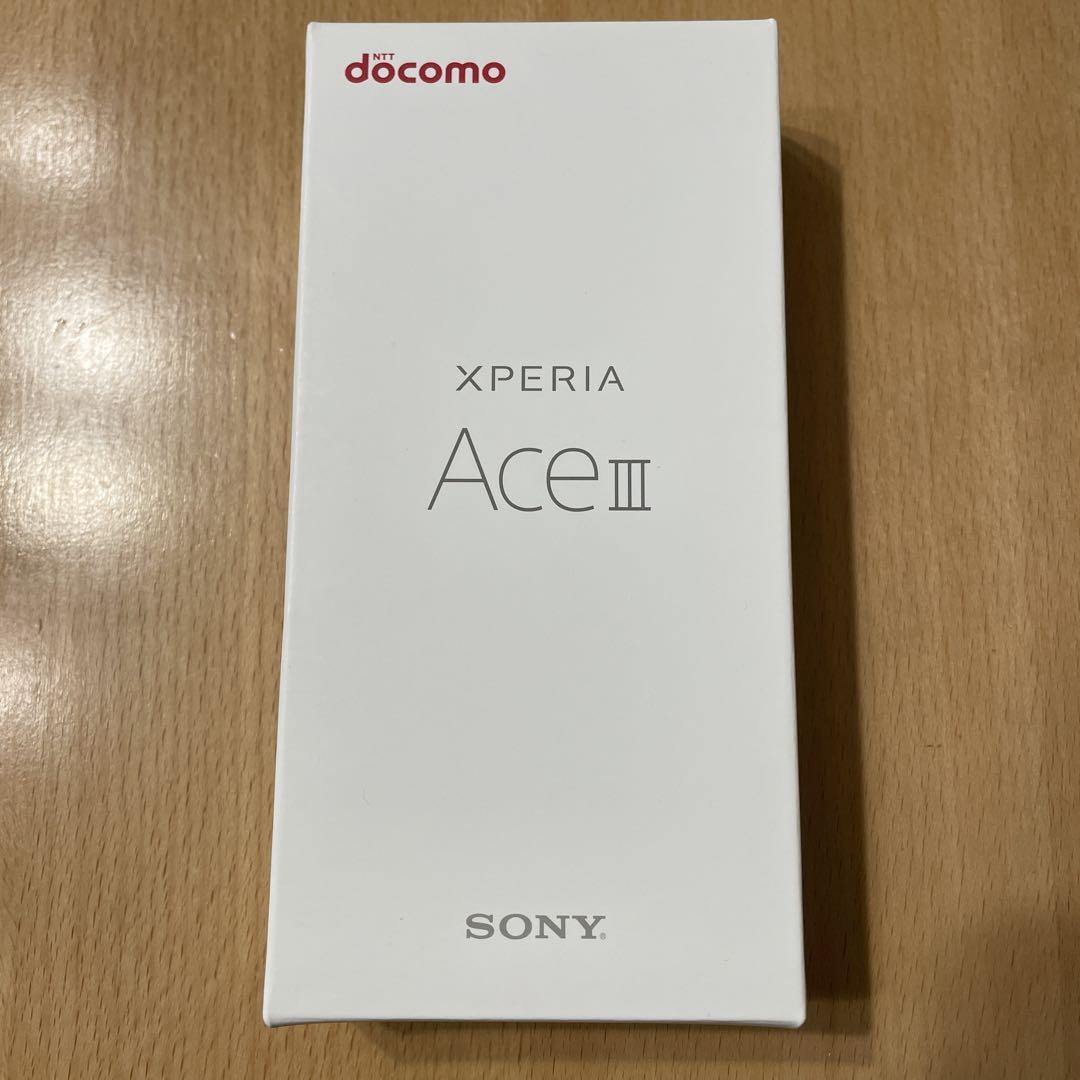 NTT
docomo
XPERIA
Ace III
SONY